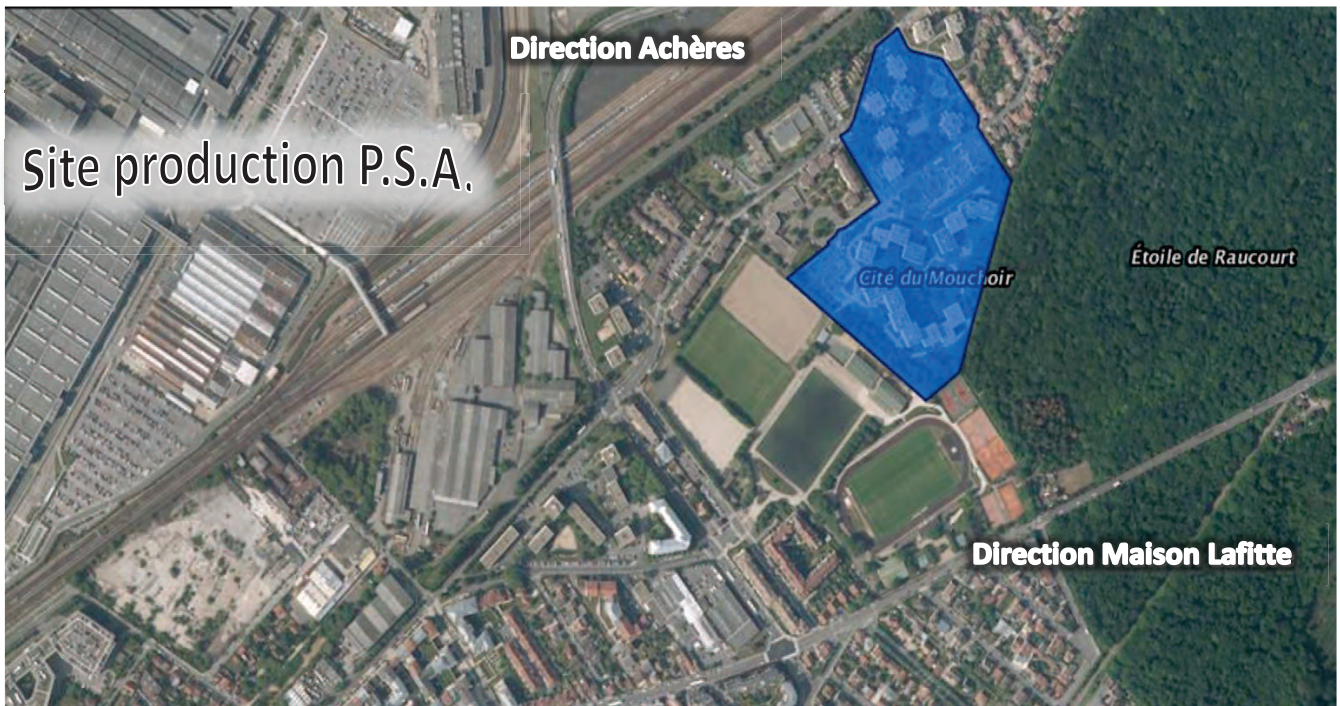 Direction Achères
Site production P.S.A.
Étoile de Raucourt
Cité du Mouchoir
Direction Maison Lafitte